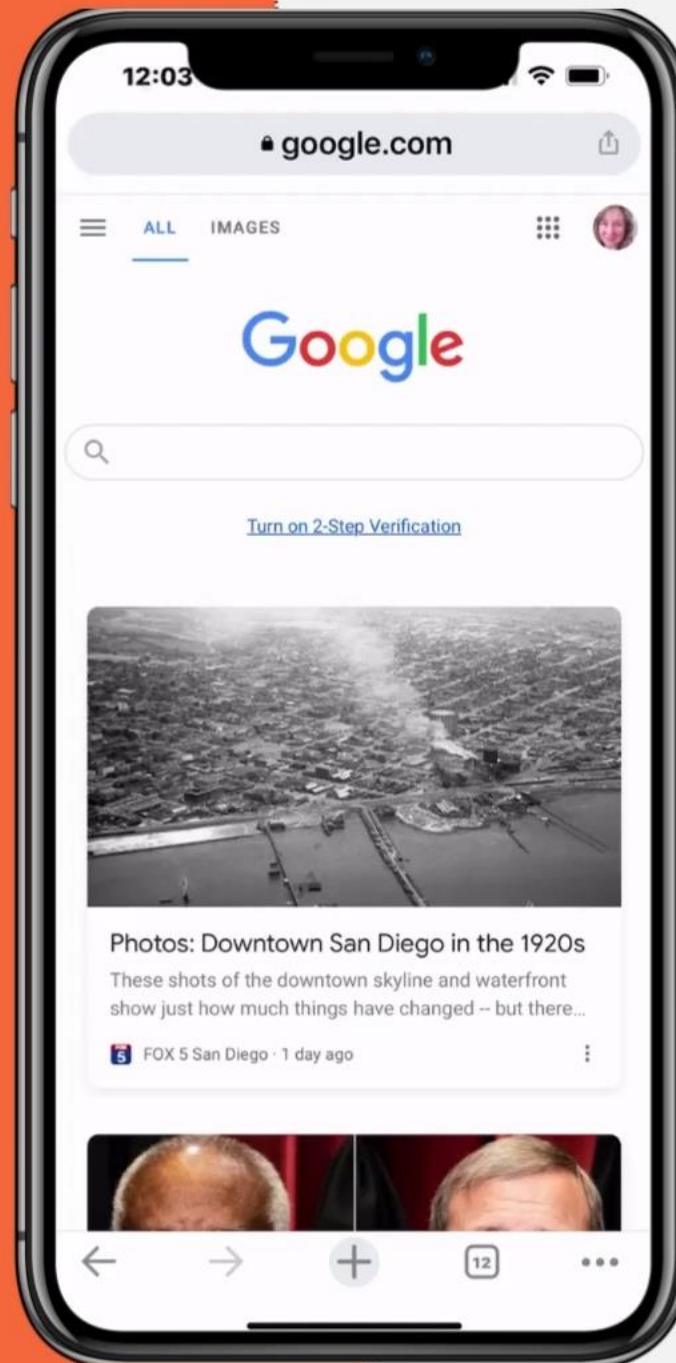 12:03
google.com
ALL IMAGES
Google
Turn on 2-Step Verification
Photos: Downtown San Diego in the 1920s
These shots of the downtown skyline and waterfront
show just how much things have changed -- but there...
FOX 5 San Diego · 1 day ago
12